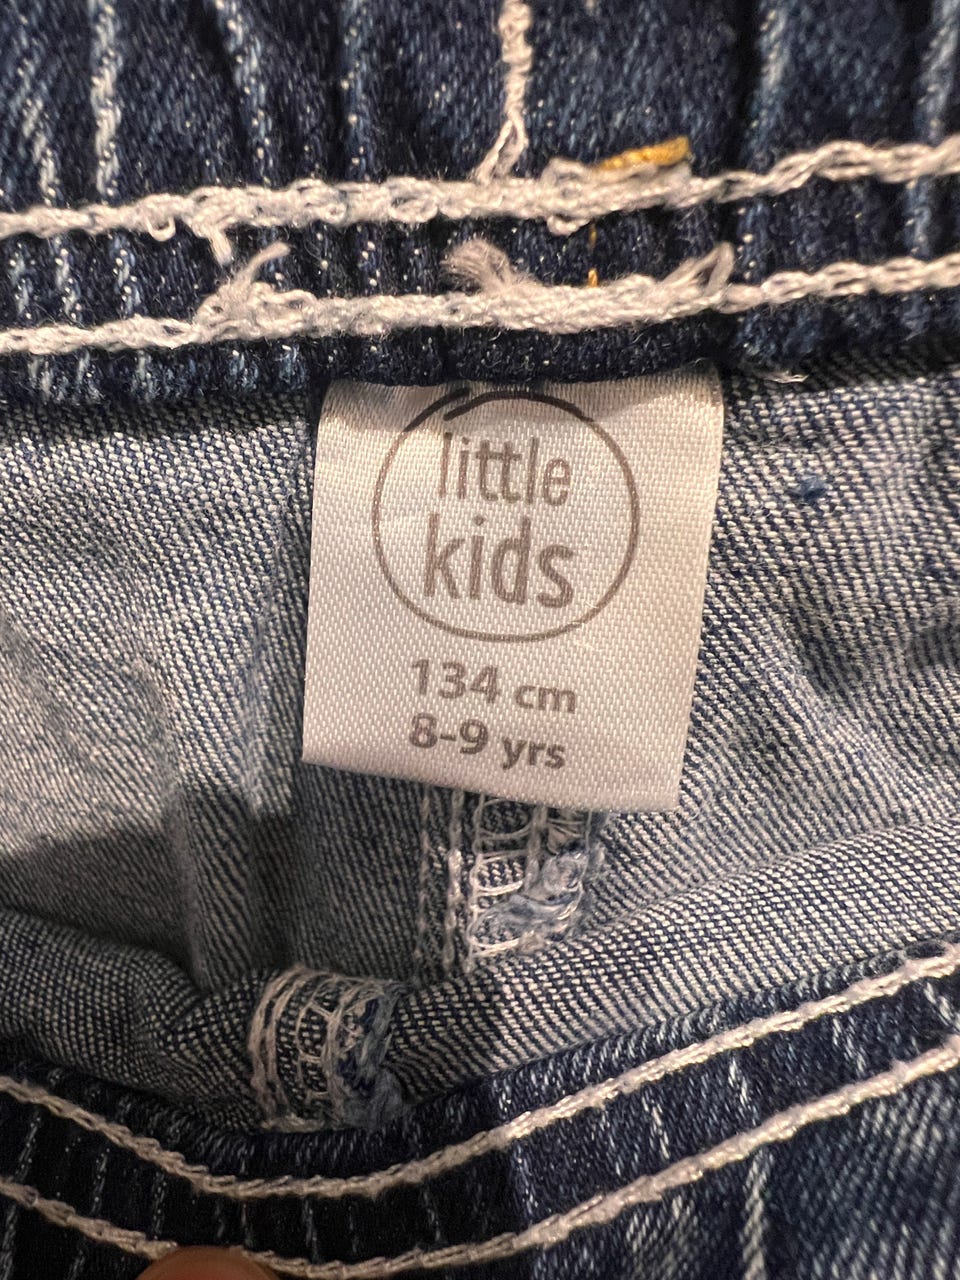 little
kids
134 cm
8-9 yrs